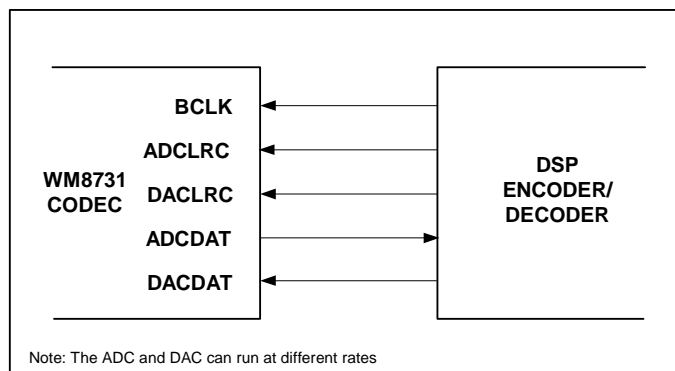 BCLK
ADCLRC
WM8731
CODEC
DACLRC
ADCDAT
DACDAT
DSP
ENCODER/
DECODER
Note: The ADC and DAC can run at different rates